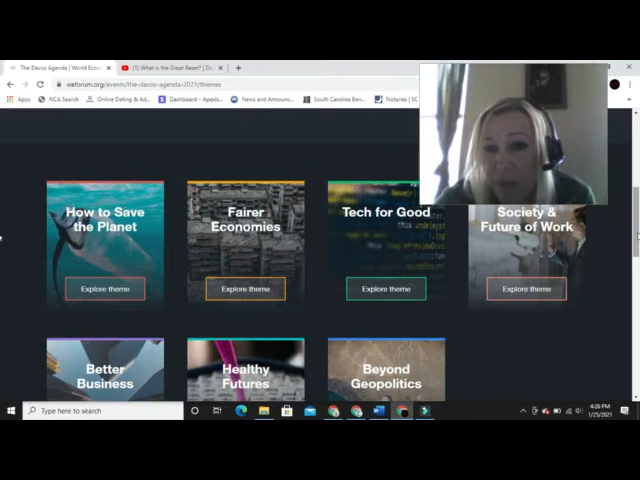 The Davos Agenda | World Econ
(3) What is the Great Reset? | Da
weforum.org/events/the-davos-agenda-2021/themes
Apps
NCA Search
Online Dating & Ad...
Dashboard - Apexis...
News and Announc...
South Carolina Ben...
Notaries | SC
How to Save
the Planet
Explore theme
Fairer
Economies
Explore theme
Tech for Good
Explore theme
Society &
Future of Work
Explore theme
Better
Business
Healthy
Futures
Beyond
Geopolitics
Type here to search
4:26 PM
1/25/2021